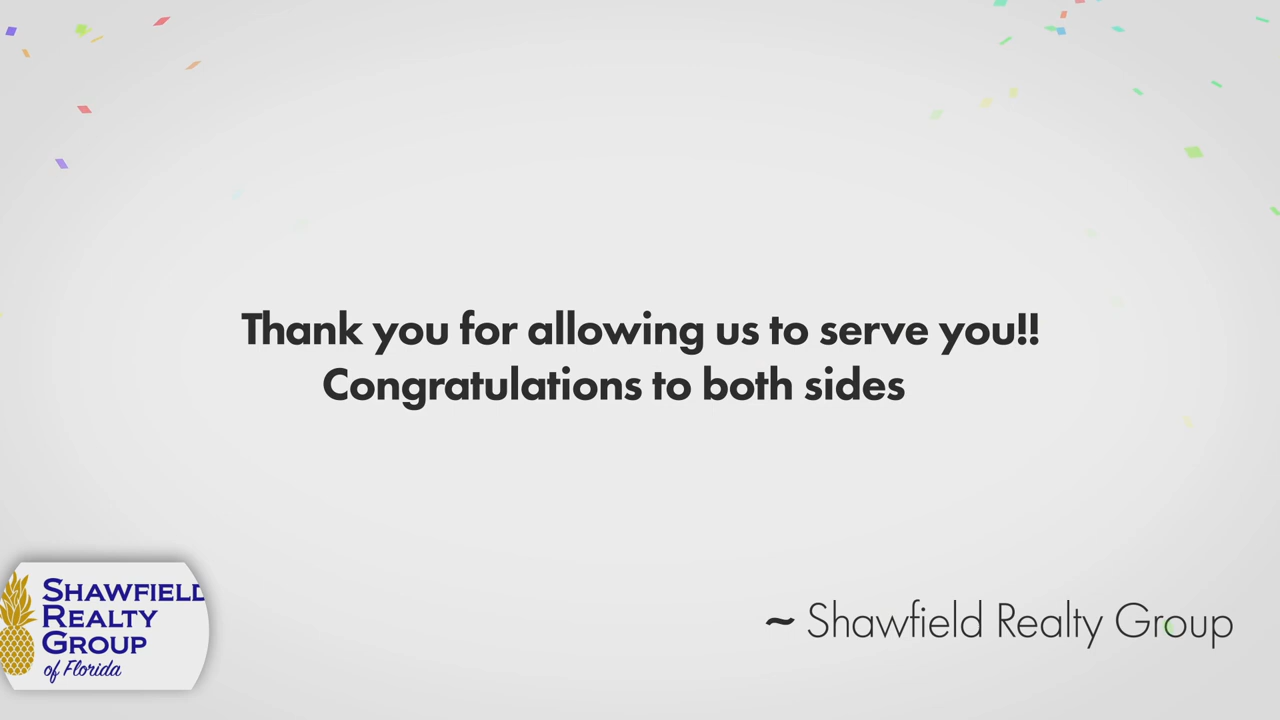 Thank you for allowing us to serve you!!
Congratulations to both sides
~ Shawfield Realty Group
SHAWFIELD
REALTY
GROUP
of Florida